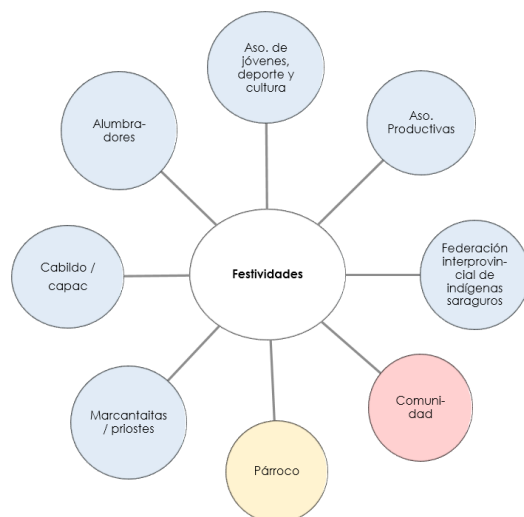 Aso. de
jóvenes,
deporte y
cultura
Aso.
Productivas
Federación
interprovin-
cial de
indígenas
saraguros
Comuni-
dad
Párroco
Marcantaitas
/ priostes
Cabildo /
capac
Alumbra-
dores
Festividades